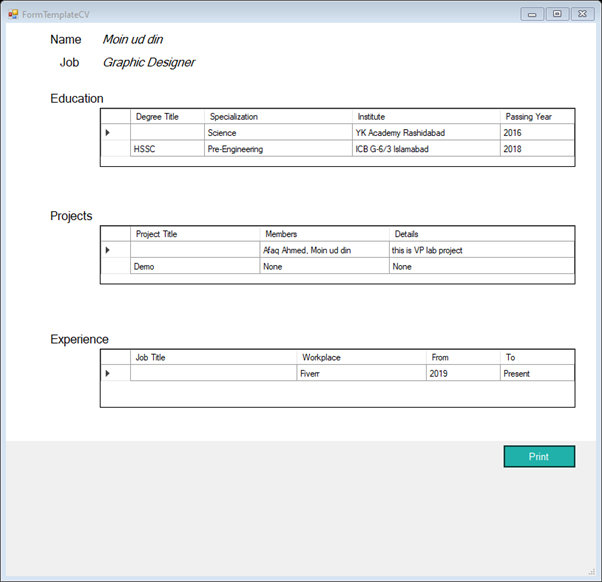 FormTemplateCV
Name Moin ud din
Job Graphic Designer
Education
Degree Title Specialization Institute Passing Year
Science YK Academy Rashidabad 2016
HSSC Pre-Engineering ICB G-6/3 Islamabad 2018
Projects
Project Title Members Details
Afaq Ahmed, Moin ud din this is VP lab project
Demo None None
Experience
Job Title Workplace From To
Fiverr 2019 Present
Print